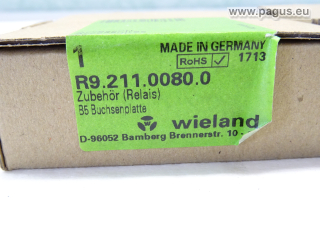 www.pagus.eu
1
MADE IN GERMANY
RoHS ✓ 1713
R9.211.0080.0
Zubehör (Relais)
B5 Buchsenplatte
wieland
D-96052 Bamberg Brennerstr. 10 -